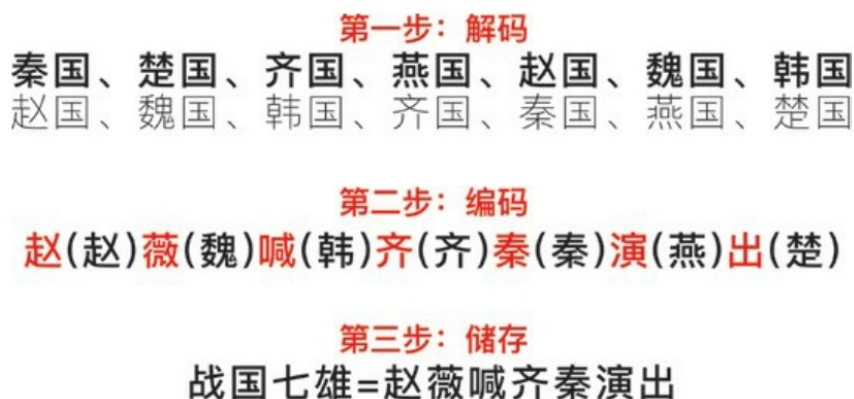 第一步：解码
秦国、楚国、齐国、燕国、赵国、魏国、韩国
赵国、魏国、韩国、齐国、秦国、燕国、楚国
第二步：编码
赵(赵)薇(魏)喊(韩)齐(齐)秦(秦)演(燕)出(楚)
第三步：储存
战国七雄=赵薇喊齐秦演出